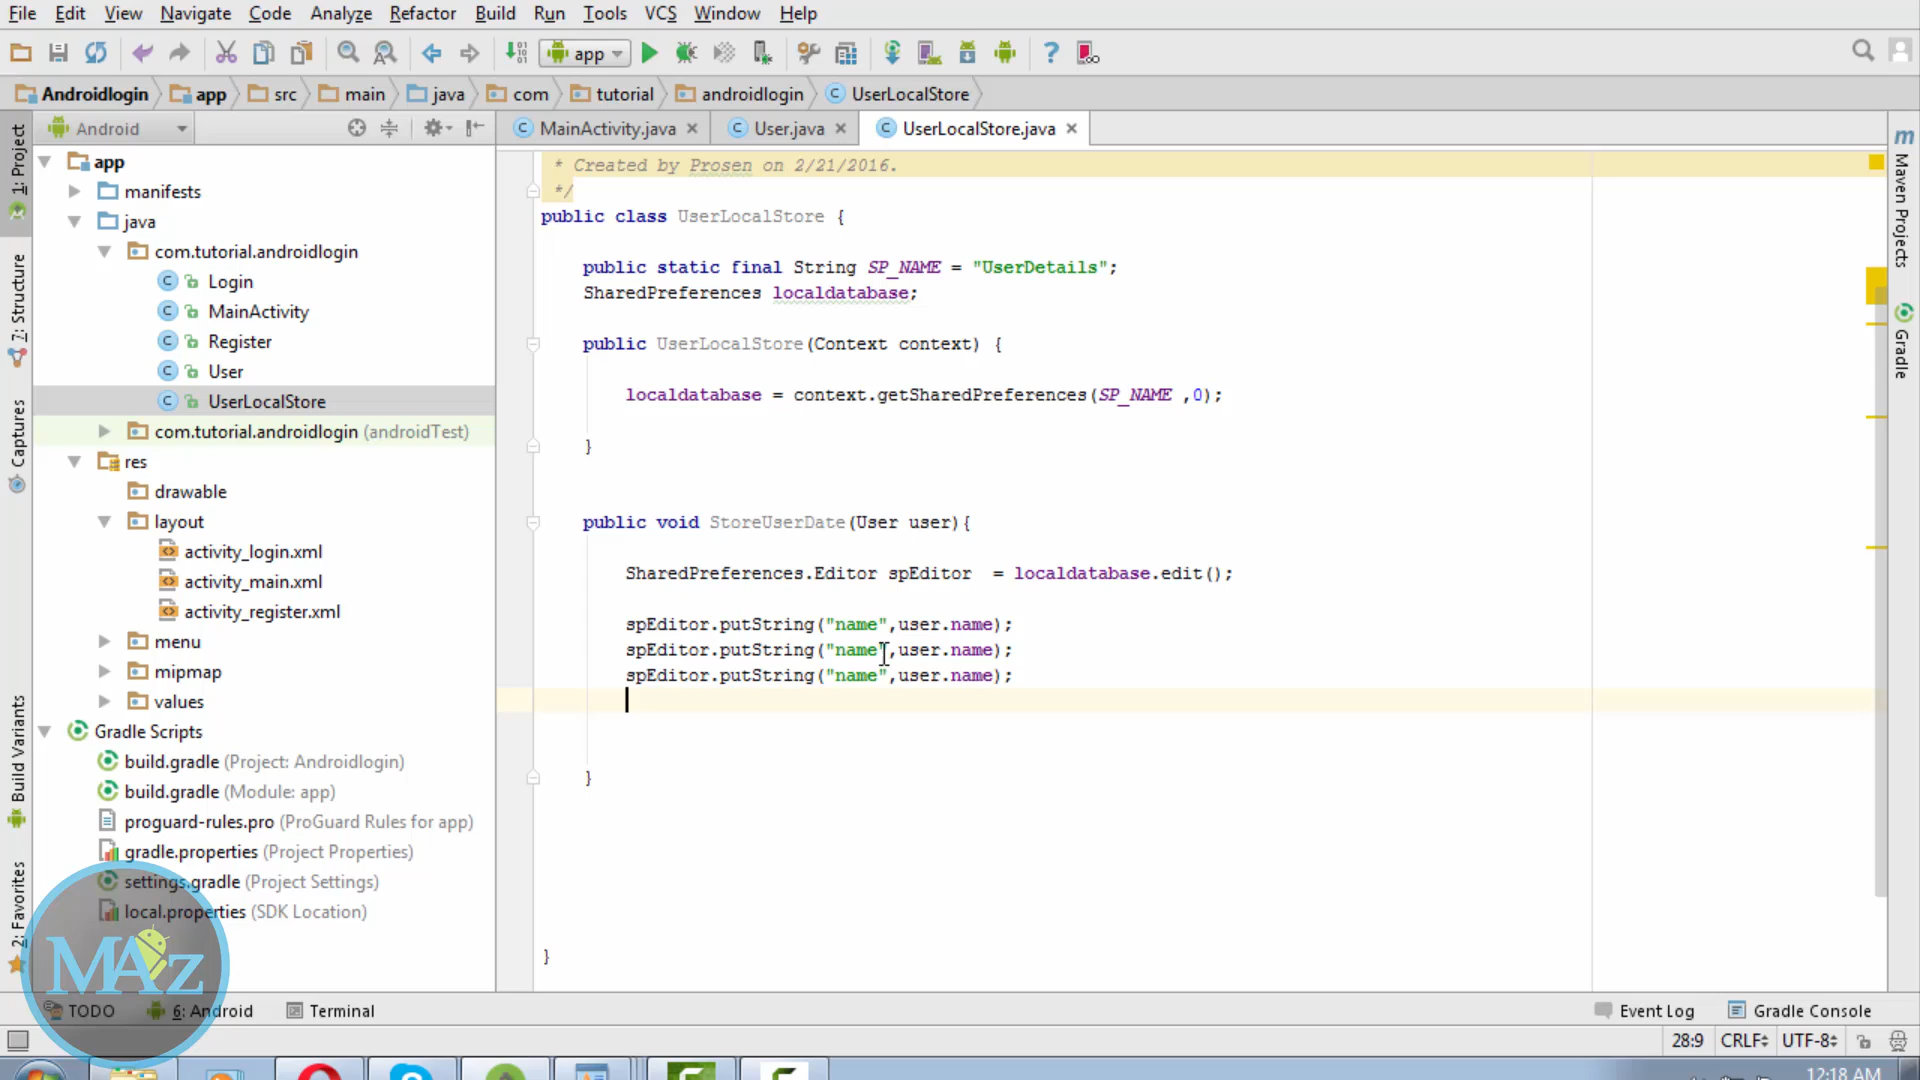 File Edit View Navigate Code Analyze Refactor Build Run Tools VCS Window Help
app
Androidlogin app src main java com tutorial androidlogin UserLocalStore
Android
MainActivity.java User.java UserLocalStore.java
1: Project
7: Structure
Captures
Build Variants
2: Favorites
app
manifests
java
com.tutorial.androidlogin
Login
MainActivity
Register
User
UserLocalStore
com.tutorial.androidlogin (androidTest)
res
drawable
layout
activity_login.xml
activity_main.xml
activity_register.xml
menu
mipmap
values
Gradle Scripts
build.gradle (Project: Androidlogin)
build.gradle (Module: app)
proguard-rules.pro (ProGuard Rules for app)
gradle.properties (Project Properties)
settings.gradle (Project Settings)
local.properties (SDK Location)
MAz
* Created by Prosen on 2/21/2016.
*/
public class UserLocalStore {
public static final String SP_NAME = "UserDetails";
SharedPreferences localdatabase;
public UserLocalStore(Context context) {
localdatabase = context.getSharedPreferences(SP_NAME ,0);
}
public void StoreUserDate(User user){
SharedPreferences.Editor spEditor  = localdatabase.edit();
spEditor.putString("name",user.name);
spEditor.putString("name",user.name);
spEditor.putString("name",user.name);
}
}
m Maven Projects
Gradle
TODO 6: Android Terminal Event Log Gradle Console
28:9 CRLF UTF-8
12:18 AM